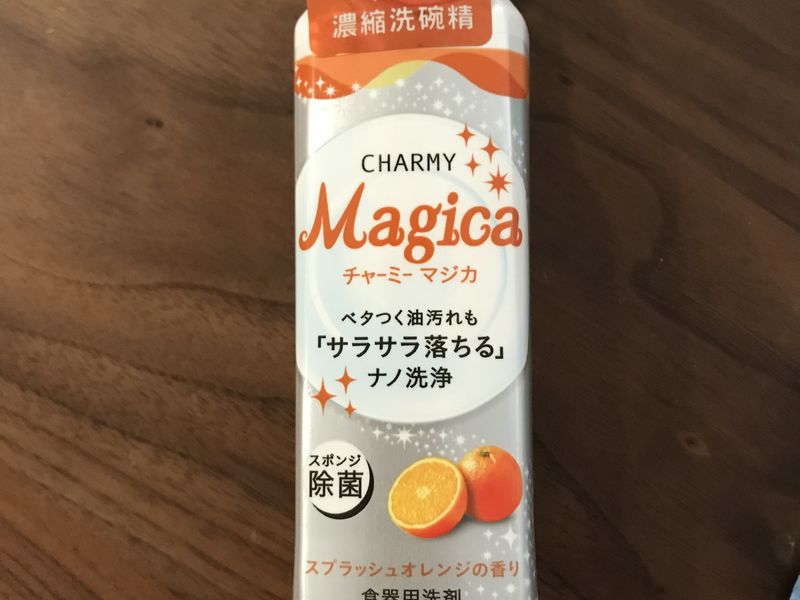 濃縮洗碗精
CHARMY
Magica
チャーミー マジカ
ベタつく油汚れも
「サラサラ落ちる」
ナノ洗浄
スポンジ
除菌
スプラッシュオレンジの香り
食器用洗剤